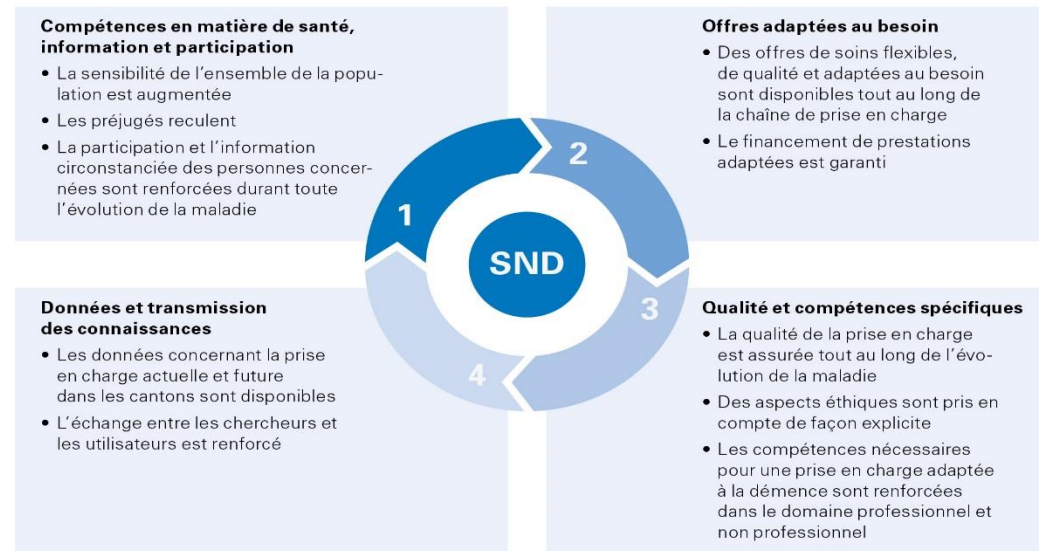 Compétences en matière de santé,
information et participation
• La sensibilité de l’ensemble de la popu-
lation est augmentée
• Les préjugés reculent
• La participation et l’information
circonstanciée des personnes concer-
nées sont renforcées durant toute
l’évolution de la maladie
Offres adaptées au besoin
• Des offres de soins flexibles,
de qualité et adaptées au besoin
sont disponibles tout au long de
la chaîne de prise en charge
• Le financement de prestations
adaptées est garanti
1
2
SND
3
4
Données et transmission
des connaissances
• Les données concernant la prise
en charge actuelle et future
dans les cantons sont disponibles
• L’échange entre les chercheurs et
les utilisateurs est renforcé
Qualité et compétences spécifiques
• La qualité de la prise en charge
est assurée tout au long de l’évo-
lution de la maladie
• Des aspects éthiques sont pris en
compte de façon explicite
• Les compétences nécessaires
pour une prise en charge adaptée
à la démence sont renforcées
dans le domaine professionnel et
non professionnel